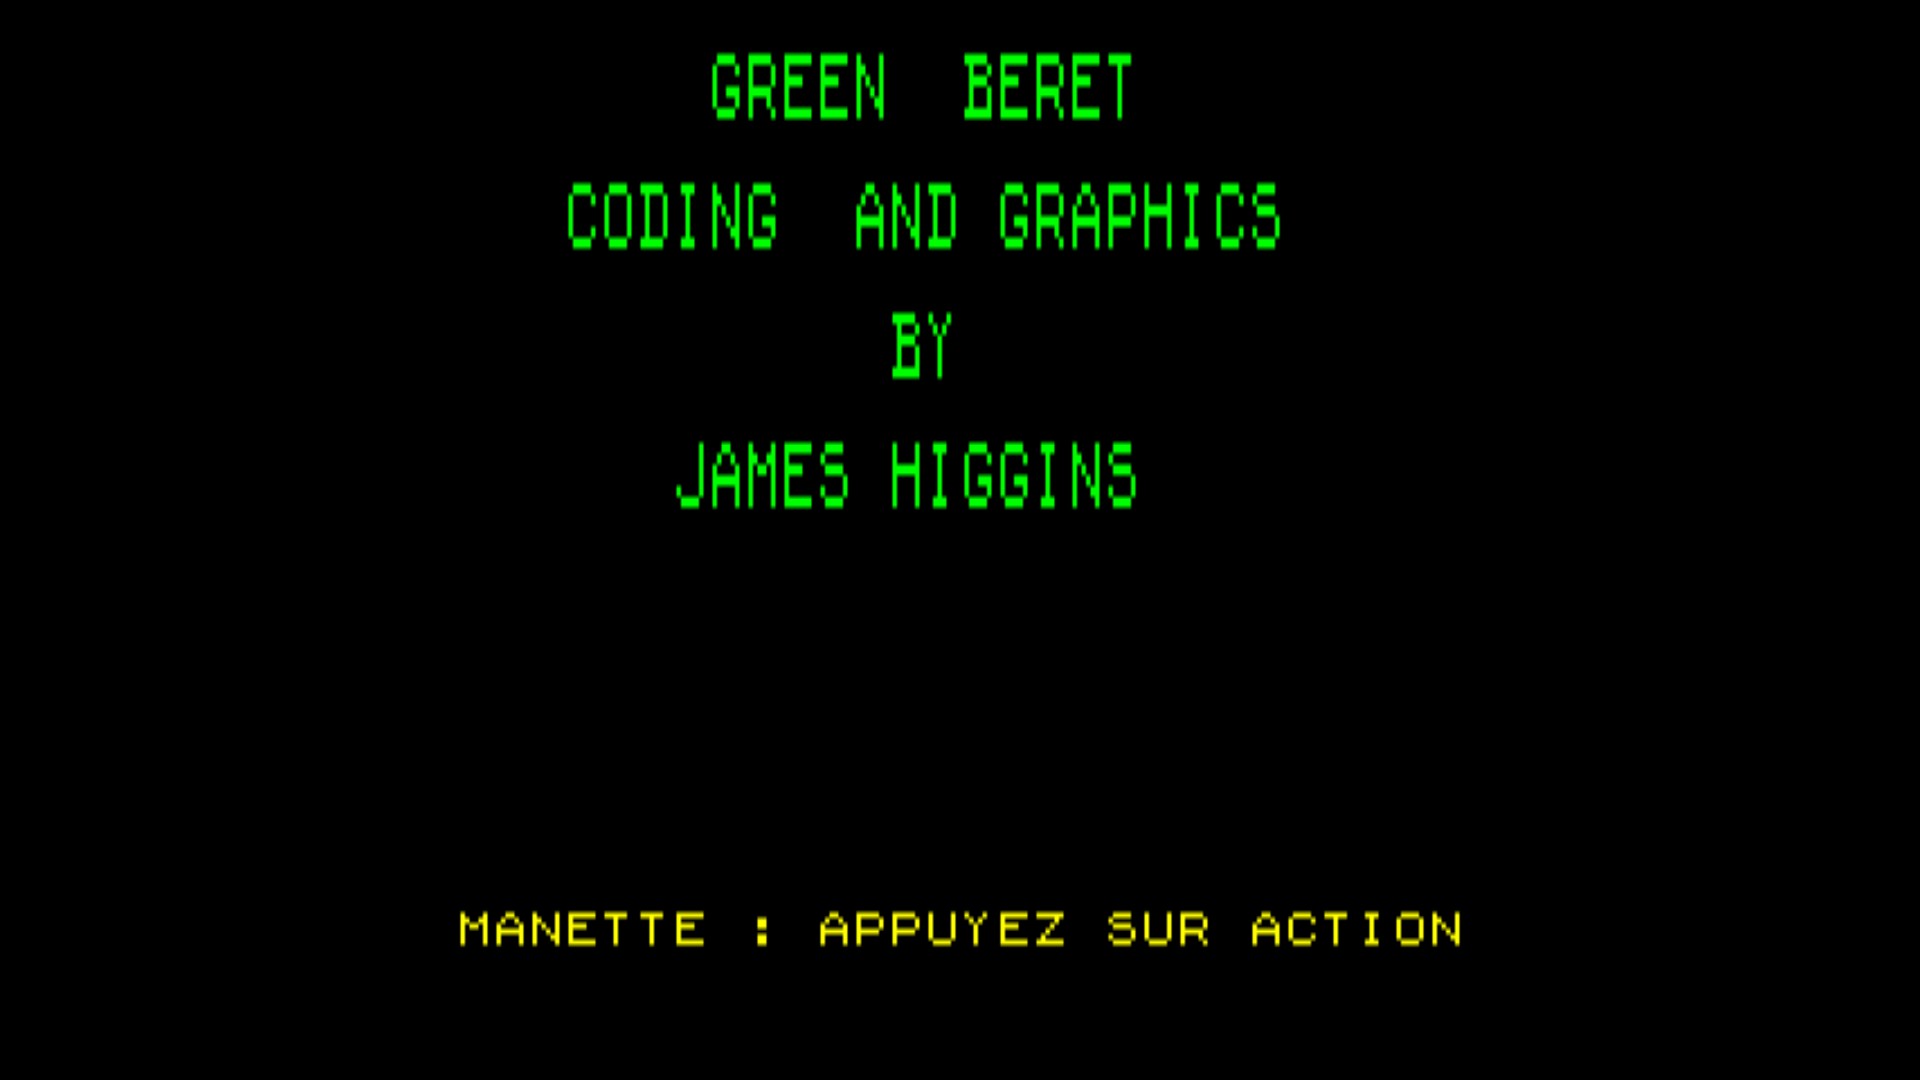 GREEN  BERET
CODING  AND GRAPHICS
BY
JAMES HIGGINS
MANETTE : APPUYEZ SUR ACTION